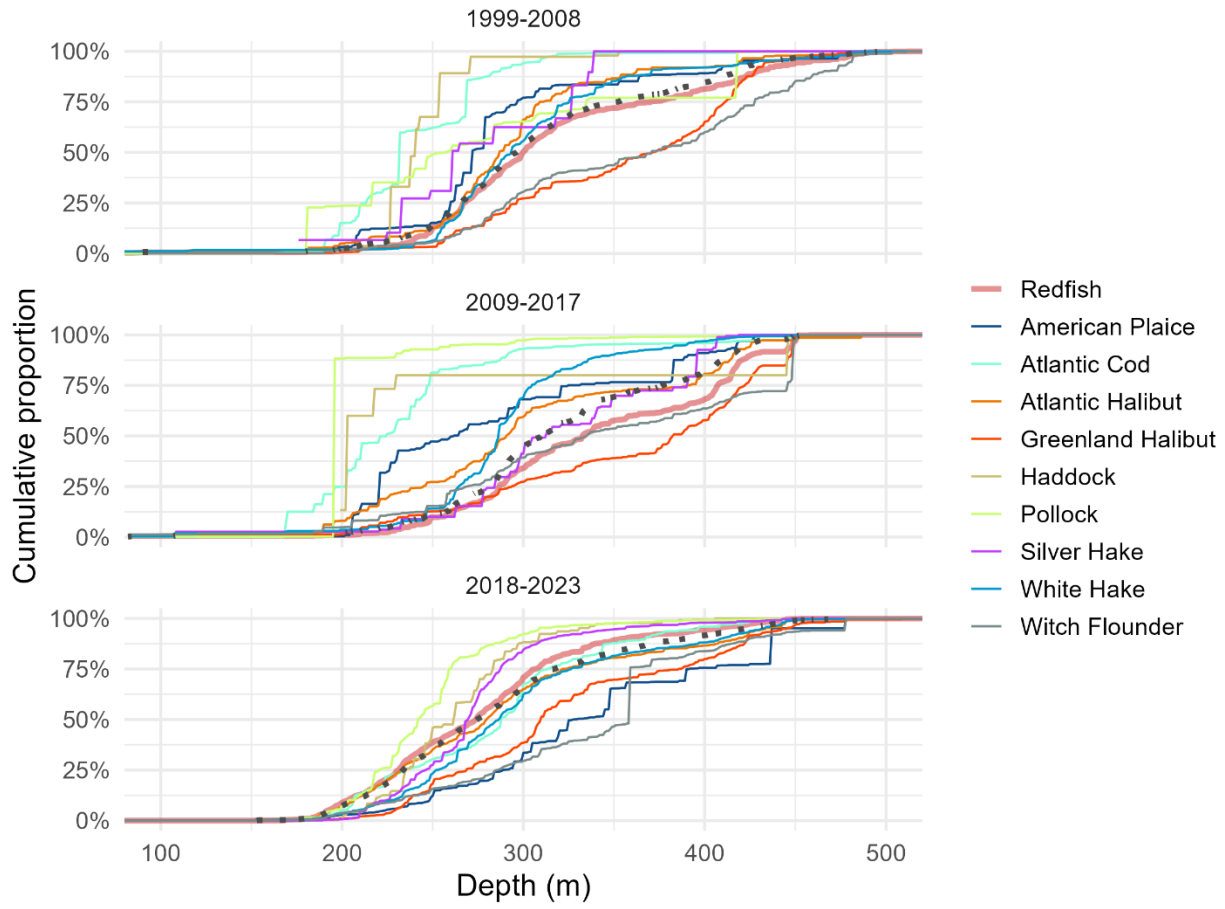 1999-2008
100%
75%
50%
25%
0%
2009-2017
100%
75%
50%
25%
0%
2018-2023
100%
75%
50%
25%
0%
100 200 300 400 500
Depth (m)
Cumulative proportion
Redfish
American Plaice
Atlantic Cod
Atlantic Halibut
Greenland Halibut
Haddock
Pollock
Silver Hake
White Hake
Witch Flounder